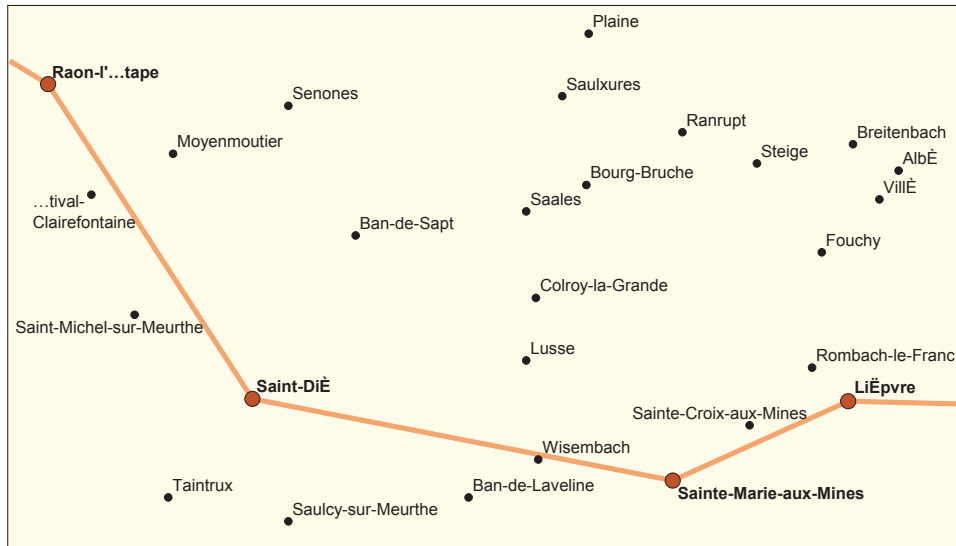 Plaine
Raon-l'…tape
Saulxures
Senones
Ranrupt
Moyenmoutier
Steige
Breitenbach
AlbÈ
Bourg-Bruche
VillÈ
…tival-
Clairefontaine
Saales
Ban-de-Sapt
Fouchy
Colroy-la-Grande
Saint-Michel-sur-Meurthe
Lusse
Rombach-le-Franc
Saint-DiÈ
LiËpvre
Sainte-Croix-aux-Mines
Wisembach
Taintrux
Ban-de-Laveline
Sainte-Marie-aux-Mines
Saulcy-sur-Meurthe